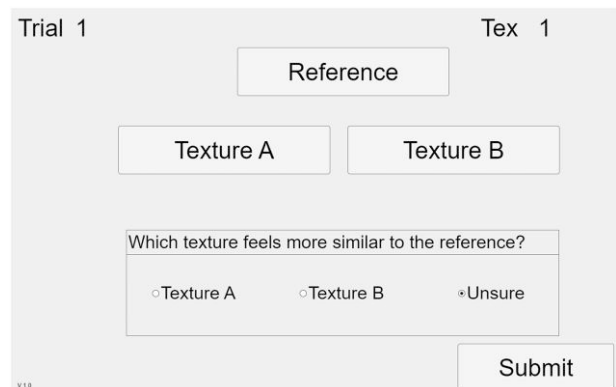 Trial 1 Tex 1
Reference
Texture A Texture B
Which texture feels more similar to the reference?
Texture A Texture B Unsure
Submit